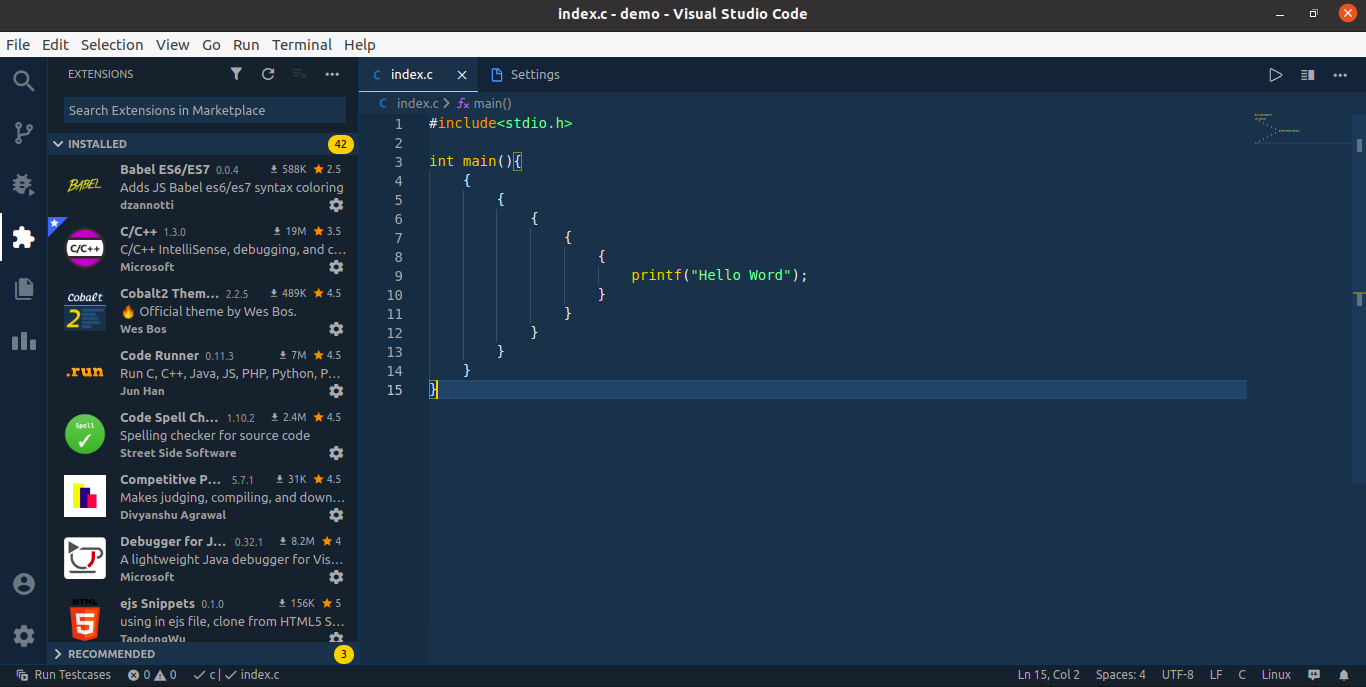 index.c - demo - Visual Studio Code
File Edit Selection View Go Run Terminal Help
EXTENSIONS
Search Extensions in Marketplace
INSTALLED 42
BABEL
Babel ES6/ES7 0.0.4 588K 2.5
Adds JS Babel es6/es7 syntax coloring
dzannotti
C/C++
C/C++ 1.3.0 19M 3.5
C/C++ IntelliSense, debugging, and c...
Microsoft
Cobalt
2
Cobalt2 Them... 2.2.5 489K 4.5
🔥 Official theme by Wes Bos.
Wes Bos
.run
Code Runner 0.11.3 7M 4.5
Run C, C++, Java, JS, PHP, Python, P...
Jun Han
Spell
Code Spell Ch... 1.10.2 2.4M 4.5
Spelling checker for source code
Street Side Software
Competitive P... 5.7.1 31K 4.5
Makes judging, compiling, and down...
Divyanshu Agrawal
Debugger for J... 0.32.1 8.2M 4
A lightweight Java debugger for Vis...
Microsoft
HTML
5
ejs Snippets 0.1.0 156K 5
using in ejs file, clone from HTML5 S...
TaodongWu
RECOMMENDED 3
C index.c Settings
C index.c > main()
1 #include<stdio.h>
2
3 int main(){
4 {
5 {
6 {
7 {
8 {
9 printf("Hello Word");
10 }
11 }
12 }
13 }
14 }
15 }
Run Testcases 0 0 c | index.c Ln 15, Col 2 Spaces: 4 UTF-8 LF C Linux